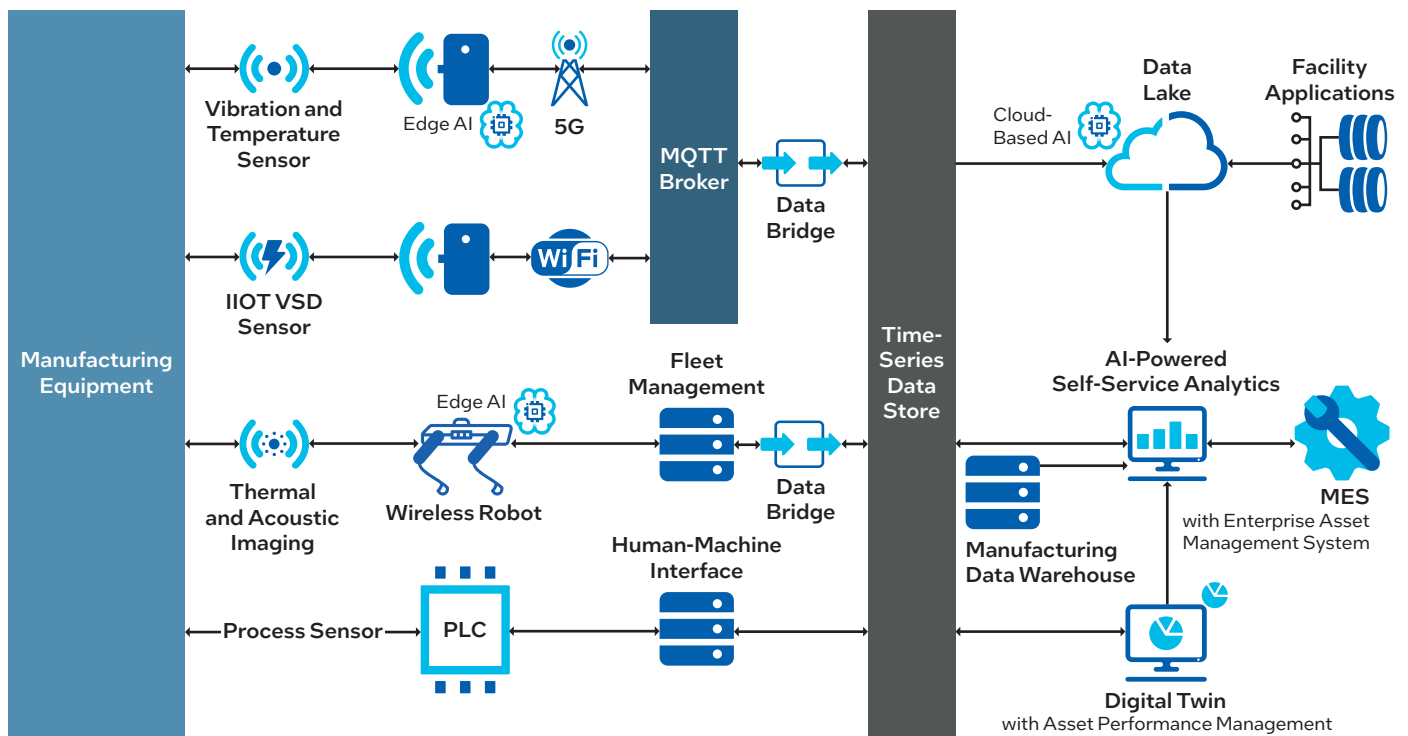 Manufacturing
Equipment
Vibration and
Temperature
Sensor
Edge AI
5G
MQTT
Broker
Data
Bridge
IIOT VSD
Sensor
WiFi
Thermal
and Acoustic
Imaging
Edge AI
Wireless Robot
Fleet
Management
Data
Bridge
Process Sensor
PLC
Human-Machine
Interface
Time-
Series
Data
Store
Cloud-
Based AI
Data
Lake
Facility
Applications
AI-Powered
Self-Service Analytics
Manufacturing
Data Warehouse
MES
with Enterprise Asset
Management System
Digital Twin
with Asset Performance Management